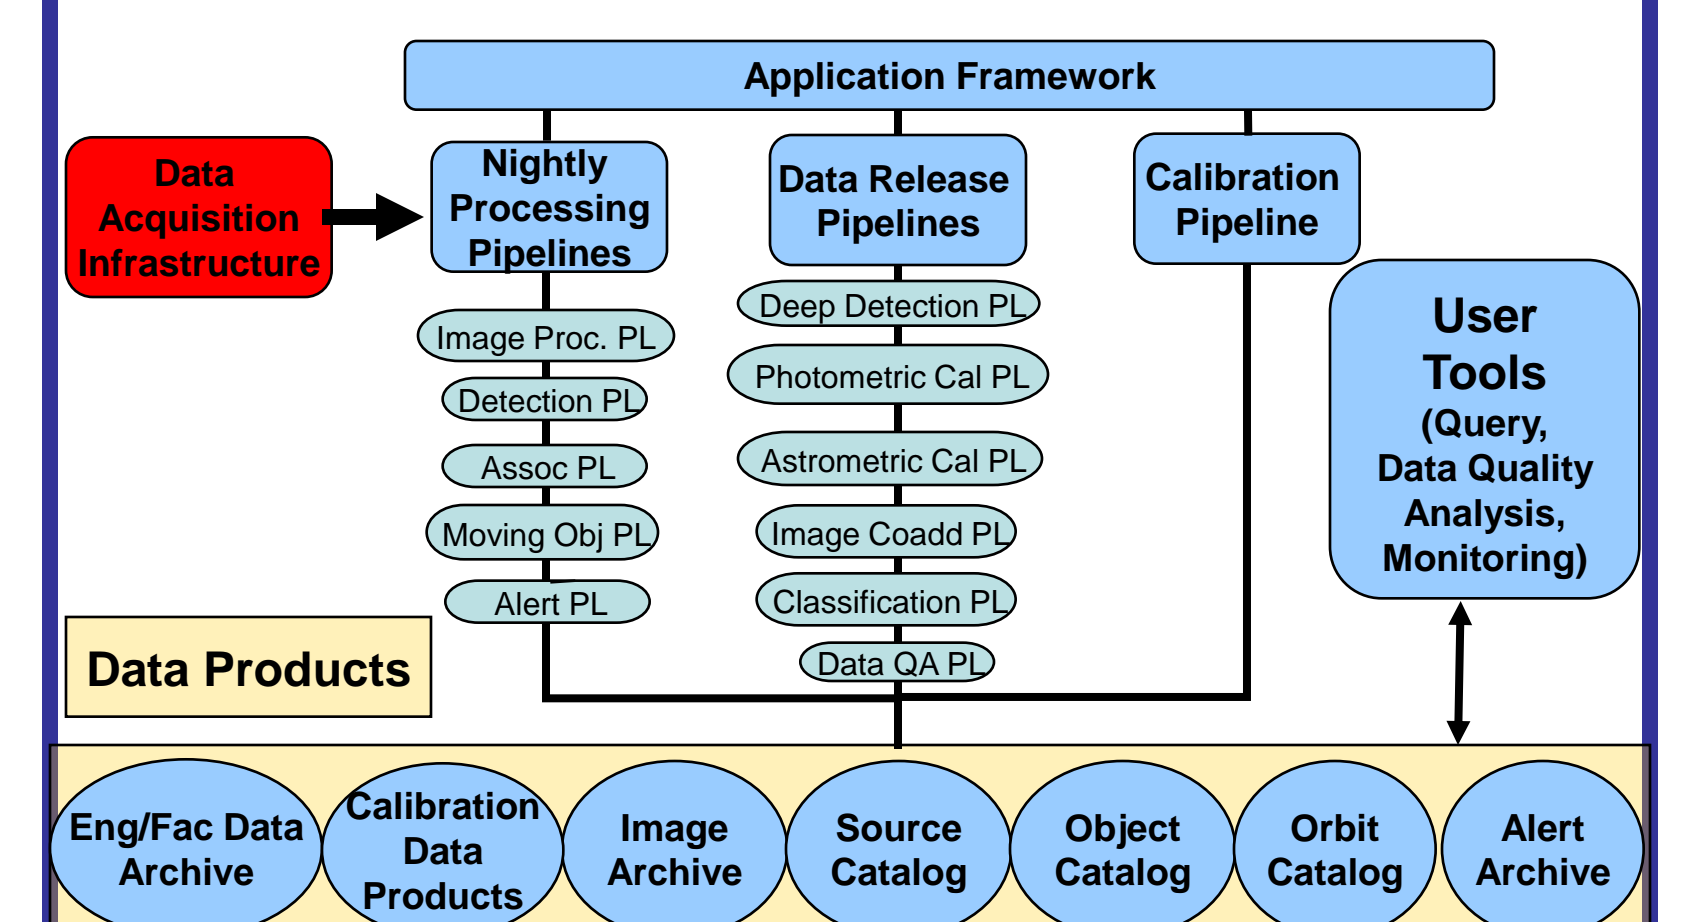 Application Framework
Data
Acquisition
Infrastructure
Nightly
Processing
Pipelines
Image Proc. PL
Detection PL
Assoc PL
Moving Obj PL
Alert PL
Data Release
Pipelines
Deep Detection PL
Photometric Cal PL
Astrometric Cal PL
Image Coadd PL
Classification PL
Data QA PL
Calibration
Pipeline
User
Tools
(Query,
Data Quality
Analysis,
Monitoring)
Data Products
Eng/Fac Data
Archive
Calibration
Data
Products
Image
Archive
Source
Catalog
Object
Catalog
Orbit
Catalog
Alert
Archive